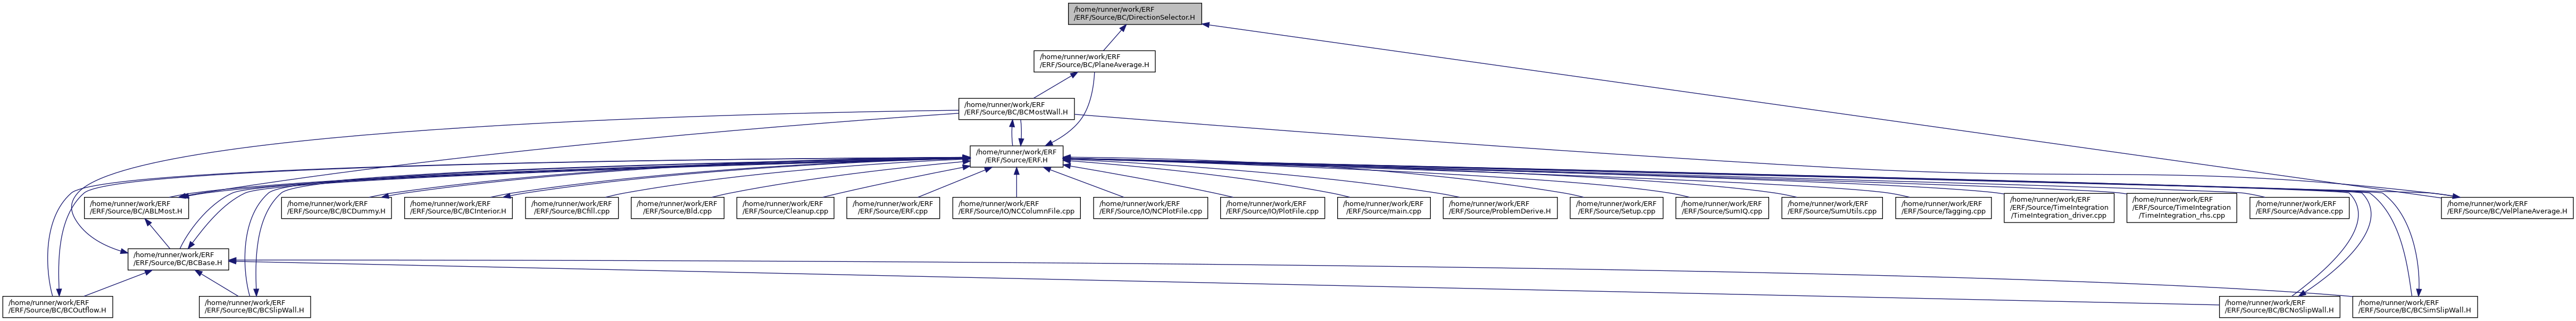 /home/runner/work/ERF
/ERF/Source/BC/DirectionSelector.H
/home/runner/work/ERF
/ERF/Source/BC/PlaneAverage.H
/home/runner/work/ERF
/ERF/Source/BC/BCMostWall.H
/home/runner/work/ERF
/ERF/Source/ERF.H
/home/runner/work/ERF
/ERF/Source/BC/ABLMost.H
/home/runner/work/ERF
/ERF/Source/BC/BCDummy.H
/home/runner/work/ERF
/ERF/Source/BC/BCInterior.H
/home/runner/work/ERF
/ERF/Source/BCfill.cpp
/home/runner/work/ERF
/ERF/Source/Bld.cpp
/home/runner/work/ERF
/ERF/Source/Cleanup.cpp
/home/runner/work/ERF
/ERF/Source/ERF.cpp
/home/runner/work/ERF
/ERF/Source/IO/NCColumnFile.cpp
/home/runner/work/ERF
/ERF/Source/IO/NCPlotFile.cpp
/home/runner/work/ERF
/ERF/Source/IO/PlotFile.cpp
/home/runner/work/ERF
/ERF/Source/main.cpp
/home/runner/work/ERF
/ERF/Source/ProblemDerive.H
/home/runner/work/ERF
/ERF/Source/Setup.cpp
/home/runner/work/ERF
/ERF/Source/SumIQ.cpp
/home/runner/work/ERF
/ERF/Source/SumUtils.cpp
/home/runner/work/ERF
/ERF/Source/Tagging.cpp
/home/runner/work/ERF
/ERF/Source/TimeIntegration
/TimeIntegration_driver.cpp
/home/runner/work/ERF
/ERF/Source/TimeIntegration
/TimeIntegration_rhs.cpp
/home/runner/work/ERF
/ERF/Source/Advance.cpp
/home/runner/work/ERF
/ERF/Source/BC/VelPlaneAverage.H
/home/runner/work/ERF
/ERF/Source/BC/BCBase.H
/home/runner/work/ERF
/ERF/Source/BC/BCOutflow.H
/home/runner/work/ERF
/ERF/Source/BC/BCSlipWall.H
/home/runner/work/ERF
/ERF/Source/BC/BCNoSlipWall.H
/home/runner/work/ERF
/ERF/Source/BC/BCSimSlipWall.H